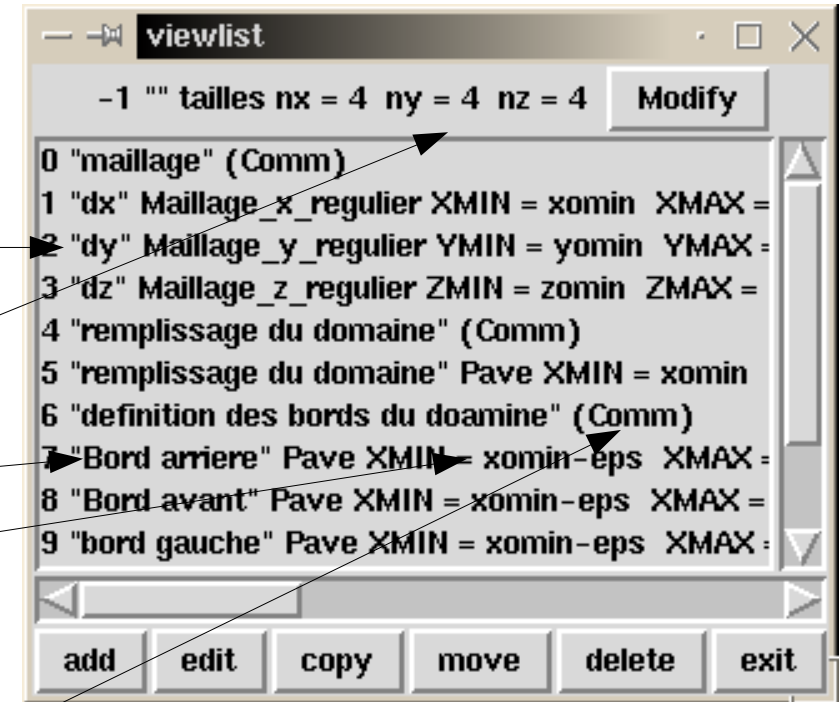 viewlist
-1 "" tailles nx = 4 ny = 4 nz = 4 Modify
0 "maillage" (Comm)
1 "dx" Maillage_x_regulier XMIN = xomin XMAX =
2 "dy" Maillage_y_regulier YMIN = yomin YMAX =
3 "dz" Maillage_z_regulier ZMIN = zomin ZMAX =
4 "remplissage du domaine" (Comm)
5 "remplissage du domaine" Pave XMIN = xomin
6 "definition des bords du doamine" (Comm)
7 "Bord arriere" Pave XMIN = xomin-eps XMAX =
8 "Bord avant" Pave XMIN = xomin-eps XMAX =
9 "bord gauche" Pave XMIN = xomin-eps XMAX =
add edit copy move delete exit